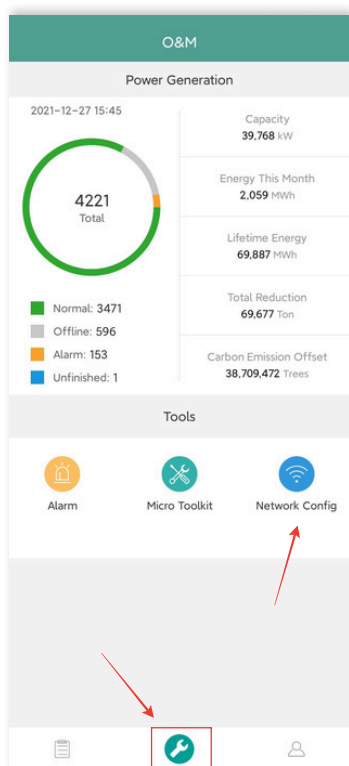 O&M
Power Generation
2021-12-27 15:45
4221
Total
Normal: 3471
Offline: 596
Alarm: 153
Unfinished: 1
Capacity
39,768 kW
Energy This Month
2,059 MWh
Lifetime Energy
69,887 MWh
Total Reduction
69,677 Ton
Carbon Emission Offset
38,709,472 Trees
Tools
Alarm
Micro Toolkit
Network Config